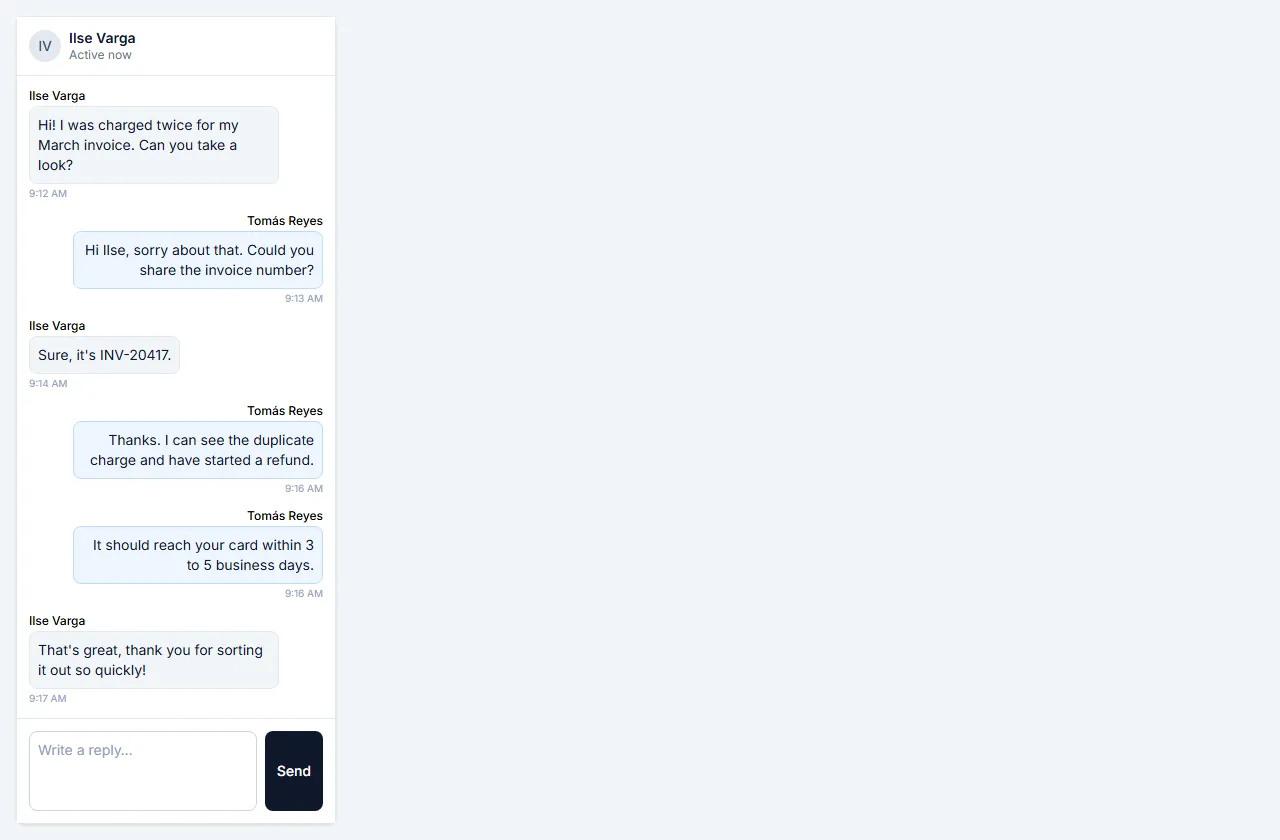 IV
Ilse Varga
Active now
Ilse Varga
Hi! I was charged twice for my
March invoice. Can you take a
look?
9:12 AM
Tomás Reyes
Hi Ilse, sorry about that. Could you
share the invoice number?
9:13 AM
Ilse Varga
Sure, it's INV-20417.
9:14 AM
Tomás Reyes
Thanks. I can see the duplicate
charge and have started a refund.
9:16 AM
Tomás Reyes
It should reach your card within 3
to 5 business days.
9:16 AM
Ilse Varga
That's great, thank you for sorting
it out so quickly!
9:17 AM
Write a reply...
Send